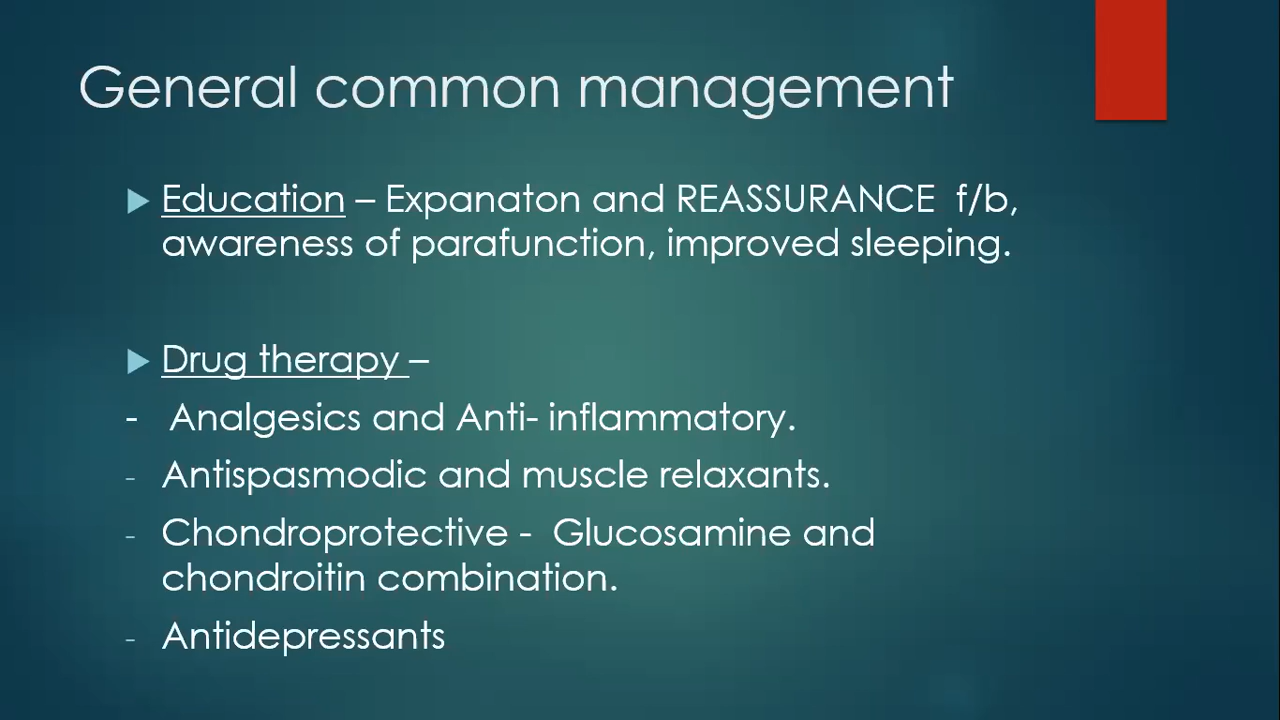 General common management
Education – Expanaton and REASSURANCE f/b,
awareness of parafunction, improved sleeping.
Drug therapy –
- Analgesics and Anti- inflammatory.
- Antispasmodic and muscle relaxants.
- Chondroprotective - Glucosamine and
chondroitin combination.
- Antidepressants